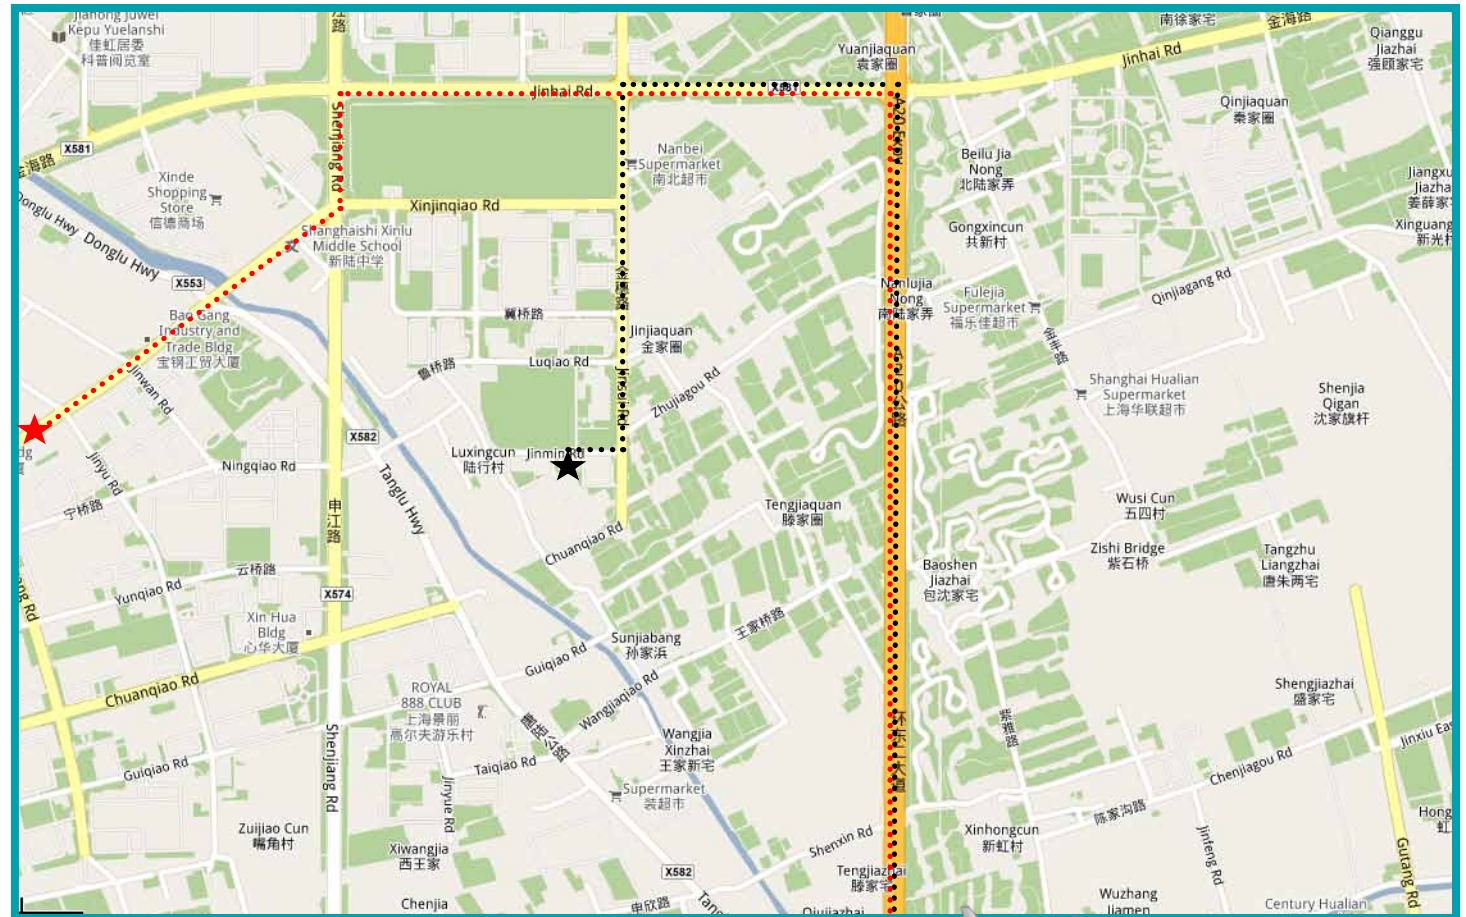 Jiahong Juwei
Kepu Yuelanshi
佳虹居委
科普阅览室
江
路
Yuanjiaquan
袁家圈
南徐家宅
金海路
Qianggu
Jiazhai
强顾家宅
Jinhai Rd
Jinhai Rd
X581
X581
金海路
Shenjiang Rd
Qinjiaquan
秦家圈
Nanbei
Supermarket
南北超市
Beilu Jia
Nong
北陆家弄
Xinde
Shopping
Store
信德商场
Xinjinqiao Rd
Donglu Hwy
Donglu Hwy
Shanghaishi Xinlu
Middle School
新陆中学
Gongxincun
共新村
姜薛家
Xinguang
新光
X553
Nanlujia
Nong
南陆家弄
Fulejia
Supermarket
福乐佳超市
Qinjiagang Rd
Bao Gang
Industry and
Trade Bldg
宝钢工贸大厦
冀桥路
Jinjiaquan
金家圈
鲁桥路
Luqiao Rd
Jinwan Rd
Zhujiagou Rd
Shanghai Hualian
Supermarket
上海华联超市
Shenjia
Qigan
沈家旗杆
X582
Luxingcun
陆行村
Jinyu Rd
Ningqiao Rd
宁桥路
Tanglu Hwy
申
江
路
Tengjiaquan
滕家圈
Wusi Cun
五四村
Chuanqiao Rd
Zishi Bridge
紫石桥
Tangzhu
Liangzhai
唐朱两宅
Baoshen
Jiazhai
包沈家宅
云桥路
Yunqiao Rd
X574
Xin Hua
Bldg
心华大厦
Sunjiabang
孙家浜
王家桥路
Guiqiao Rd
Chuanqiao Rd
Wangjiaqiao Rd
ROYAL
888 CLUB
上海景丽
高尔夫游乐村
Shengjiazhai
盛家宅
紫雅路
Wangjia
Xinzhai
王家新宅
Jinxiu Eas
Shenjiang Rd
Guiqiao Rd
Taiqiao Rd
Chenjiagou Rd
Jinyue Rd
Supermarket
装超市
陈家沟路
Zuijiao Cun
嘴角村
Shenxin Rd
Xinhongcun
新虹村
Hong
虹
Xiwangjia
西王家
Jinfeng Rd
Gutang Rd
X582
Tengjiazhai
滕家宅
Chenjia
申欣路
Tang
Qiujiazhai
Wuzhang
Jiamen
Century Hualian